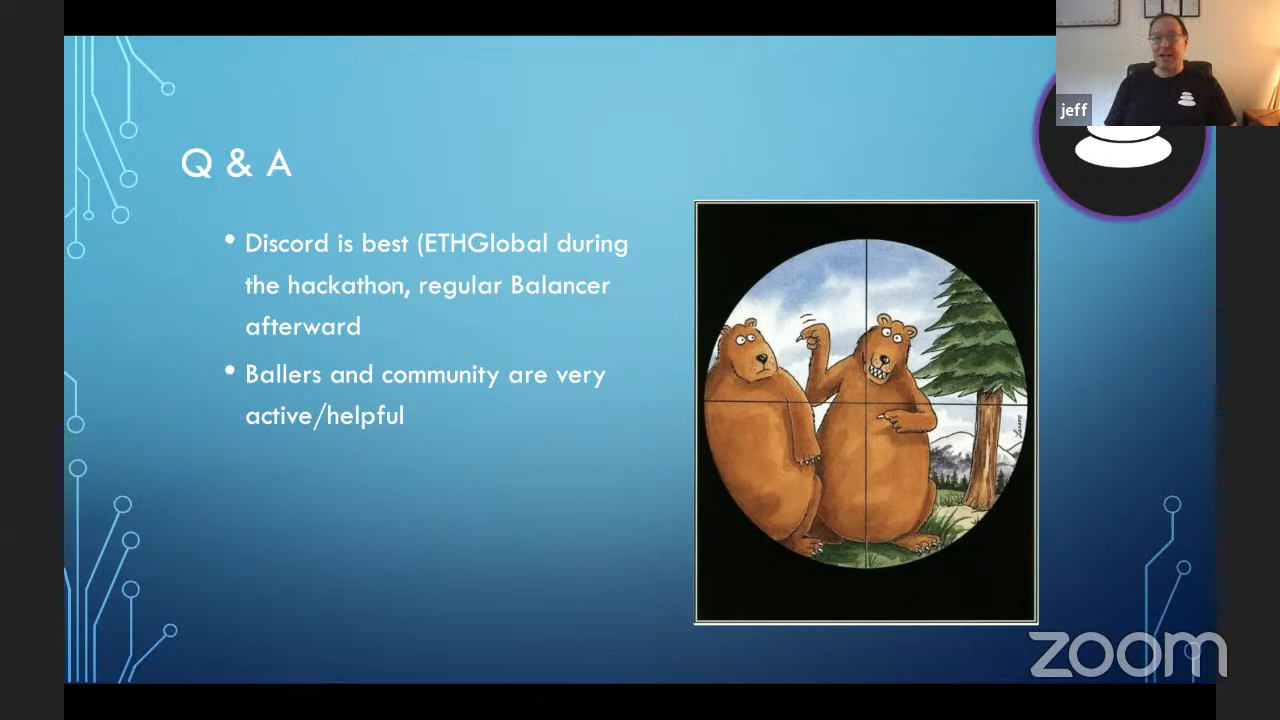 jeff
Q & A
• Discord is best (ETHGlobal during
the hackathon, regular Balancer
afterward
• Ballers and community are very
active/helpful
Larson
zoom